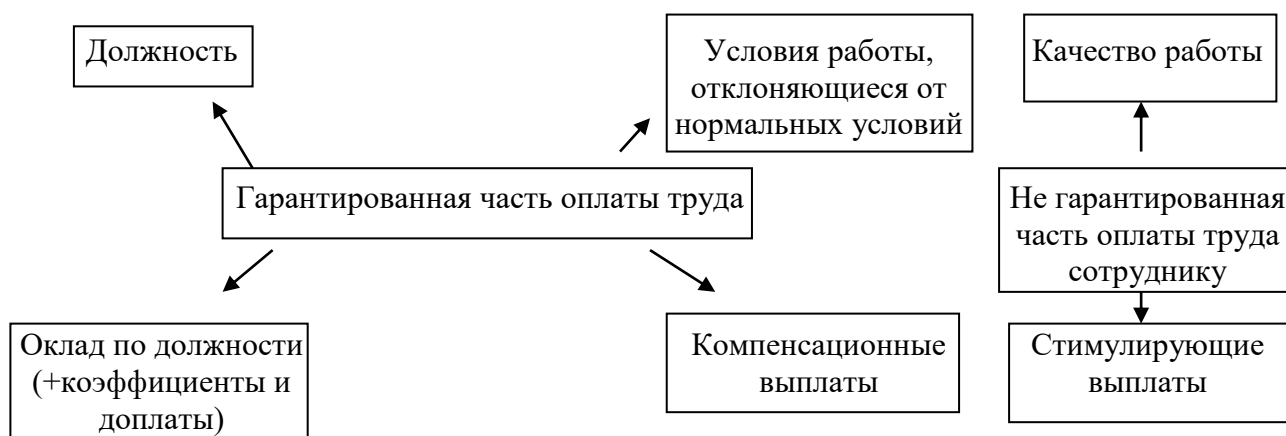 Должность
Условия работы,
отклоняющиеся от
нормальных условий
Качество работы
Гарантированная часть оплаты труда
Не гарантированная
часть оплаты труда
сотруднику
Оклад по должности
(+коэффициенты и
доплаты)
Компенсационные
выплаты
Стимулирующие
выплаты